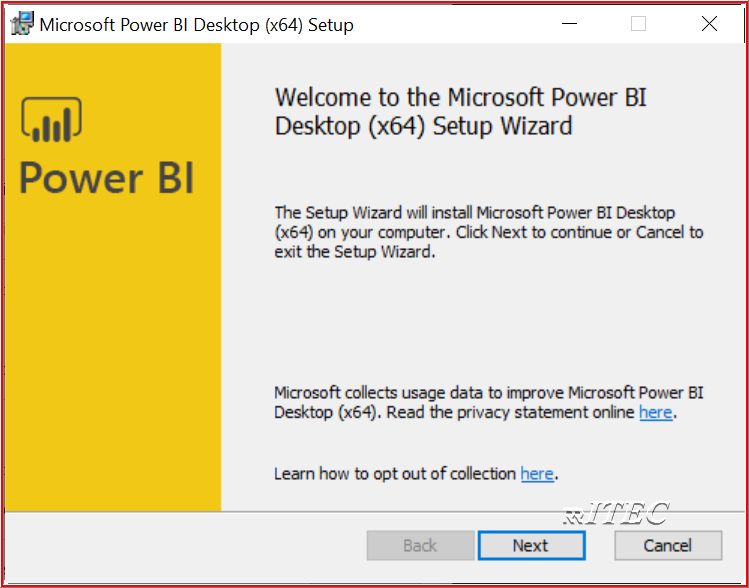 Microsoft Power BI Desktop (x64) Setup
Power BI
Welcome to the Microsoft Power BI
Desktop (x64) Setup Wizard
The Setup Wizard will install Microsoft Power BI Desktop
(x64) on your computer. Click Next to continue or Cancel to
exit the Setup Wizard.
Microsoft collects usage data to improve Microsoft Power BI
Desktop (x64). Read the privacy statement online here.
Learn how to opt out of collection here.
RRITEC
Back Next Cancel